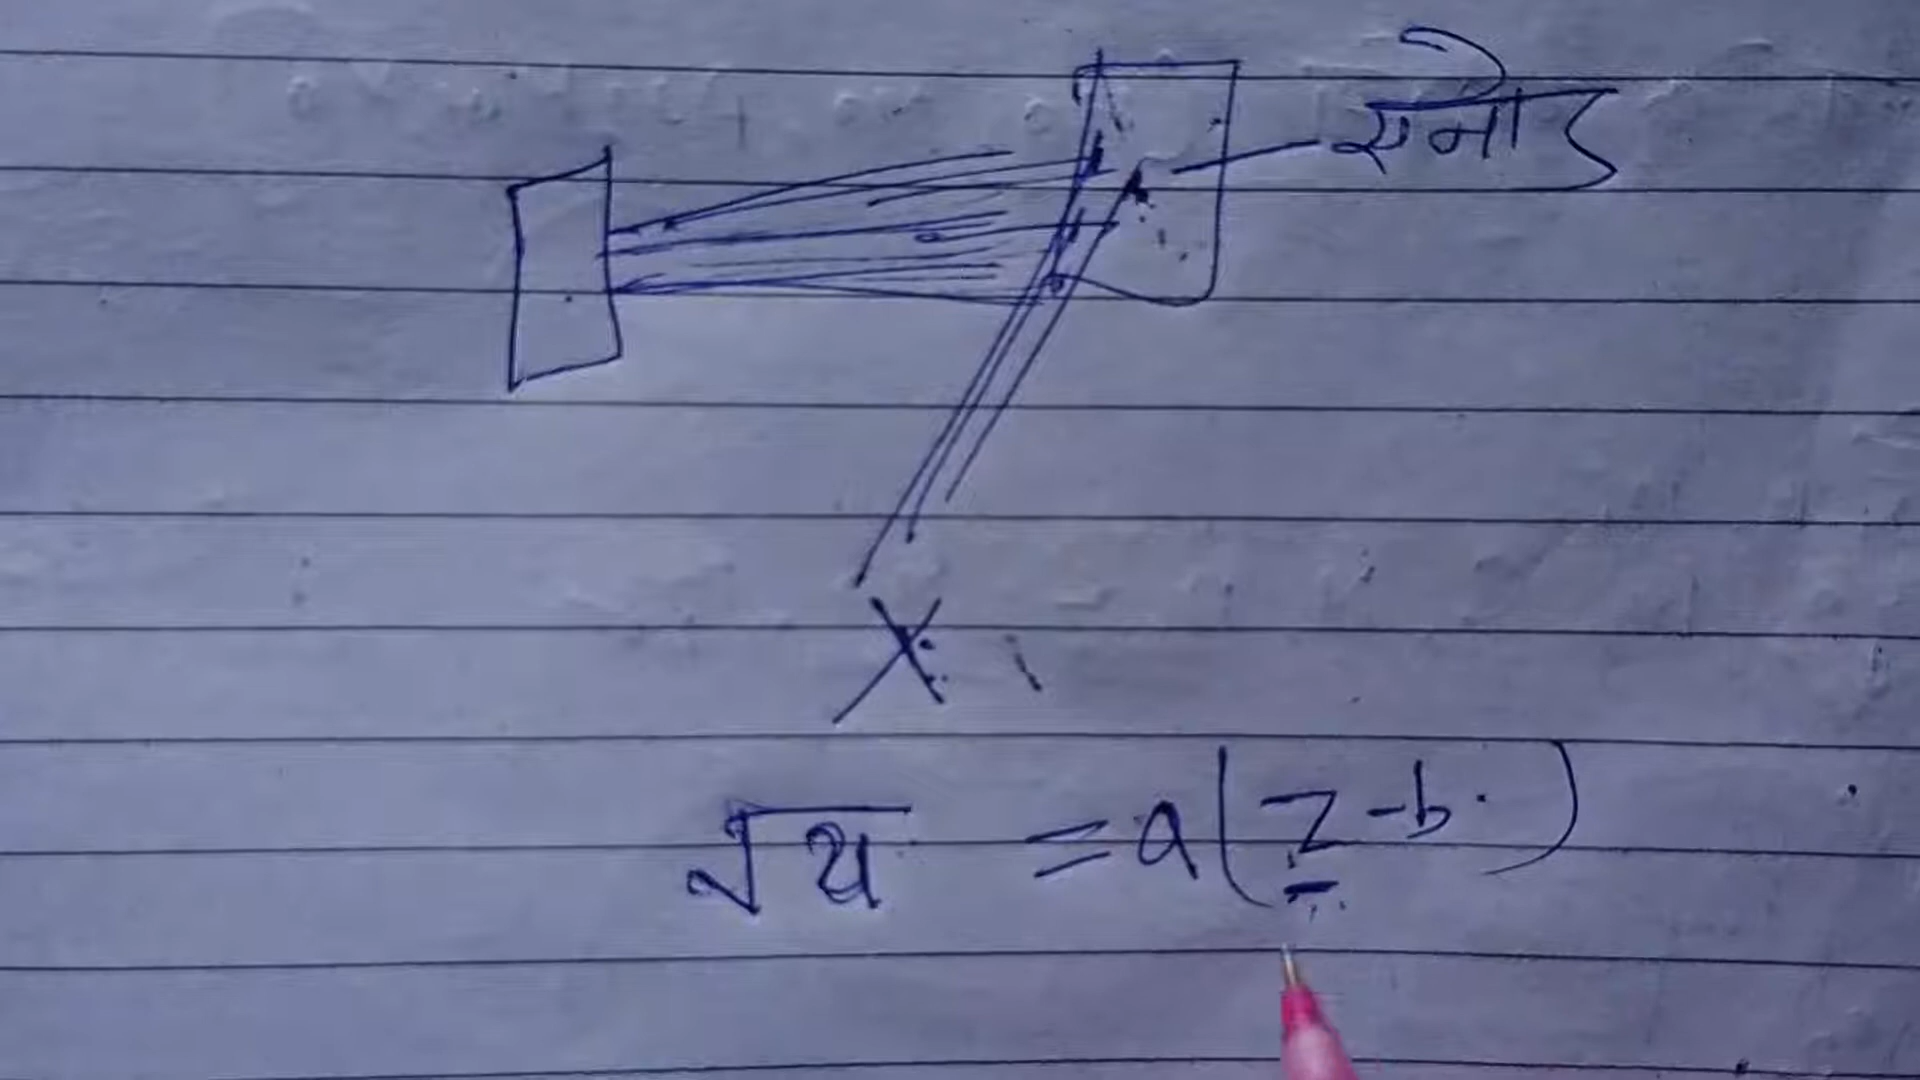 एनोड
X
√υ = a(Z-b)